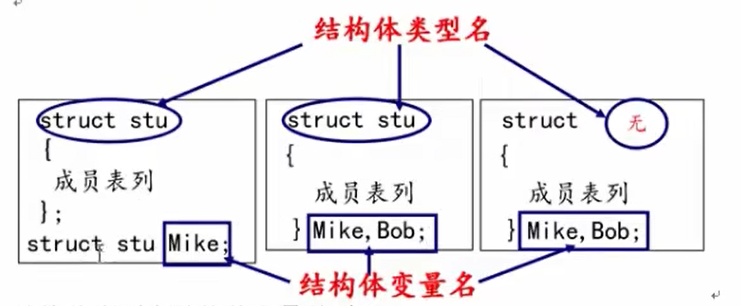 结构体类型名
struct stu
{
成员表列
};
struct stu Mike;
struct stu
{
成员表列
} Mike,Bob;
struct 无
{
成员表列
} Mike,Bob;
结构体变量名